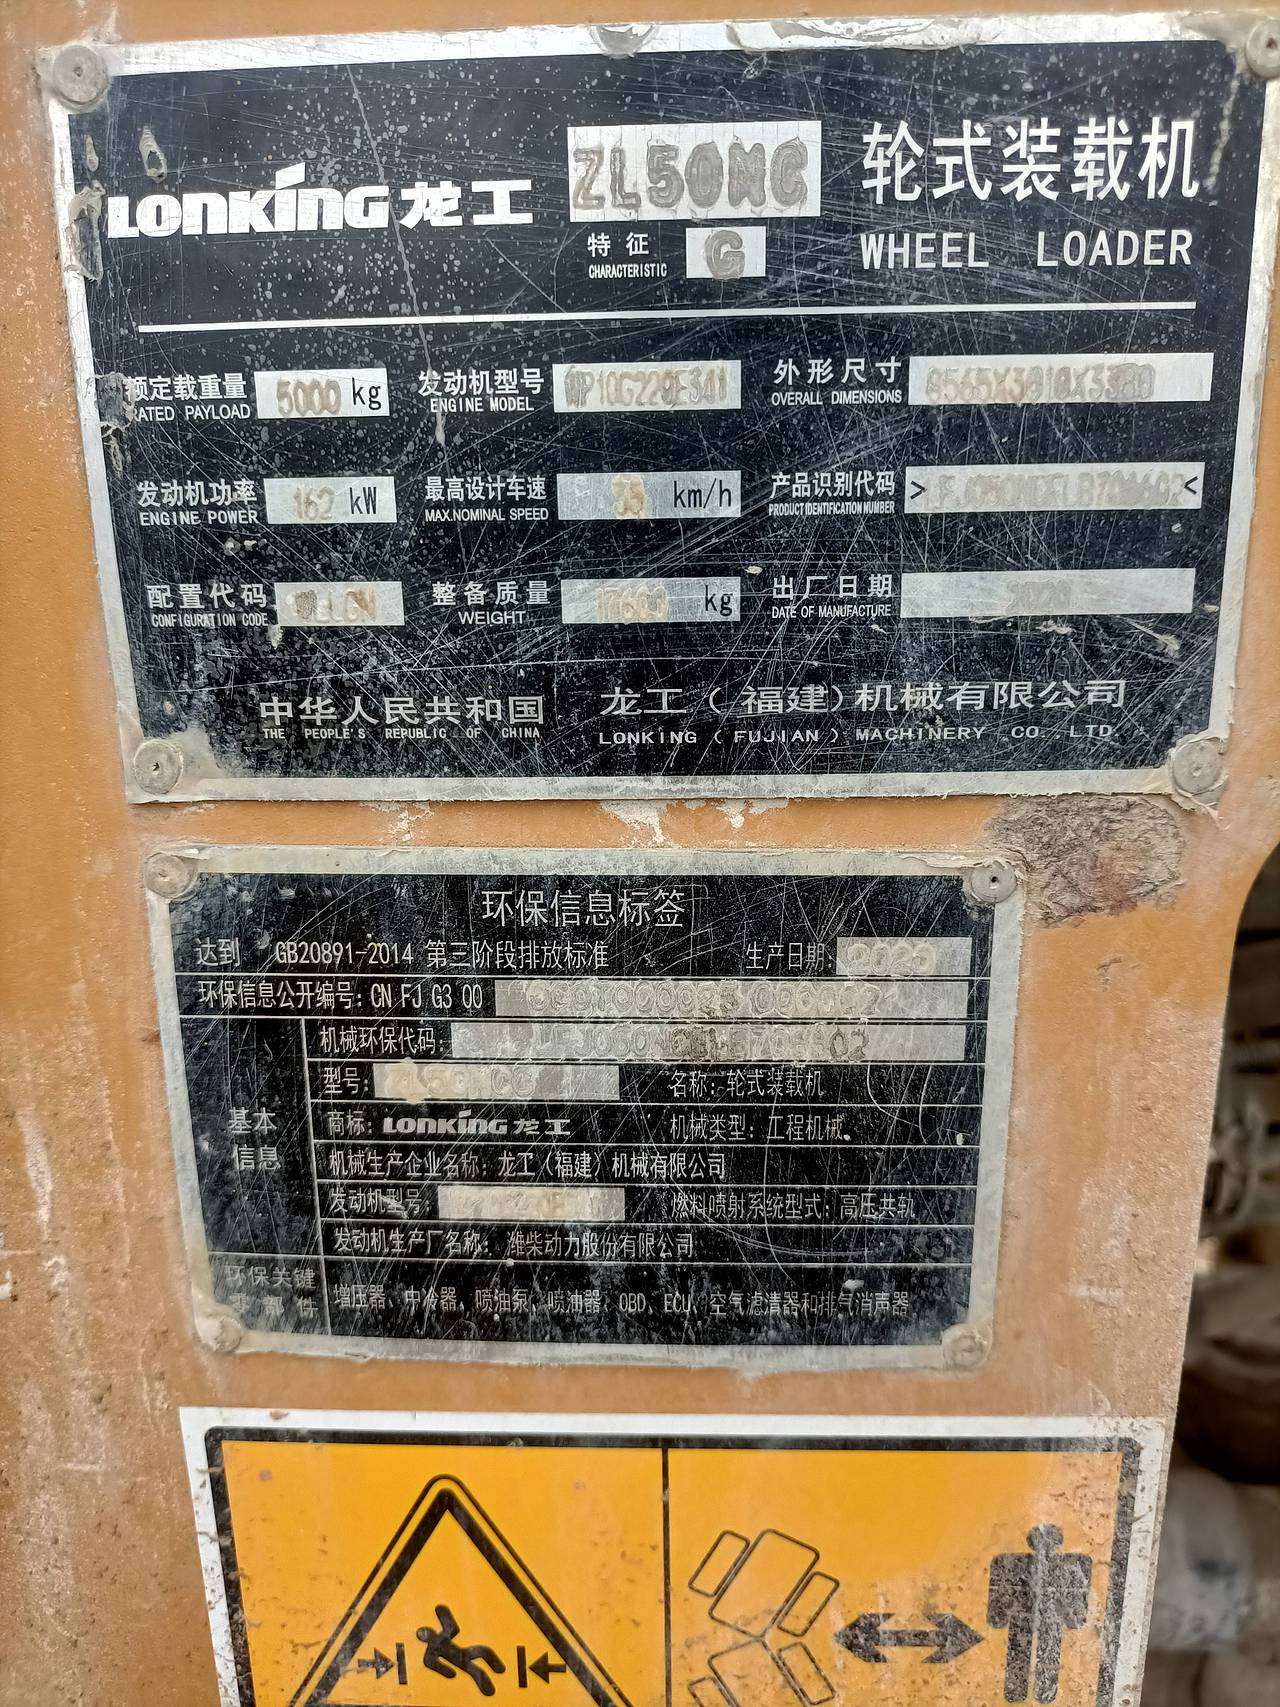 LONKING 龙工 ZL50NC 轮式装载机
特征 G
CHARACTERISTIC
WHEEL LOADER
额定载重量 5000 kg 发动机型号 WP10G220E341 外形尺寸
RATED PAYLOAD ENGINE MODEL OVERALL DIMENSIONS
发动机功率 162 kW 最高设计车速 35 km/h 产品识别代码 > <
ENGINE POWER MAX.NOMINAL SPEED PRODUCT IDENTIFICATION NUMBER
配置代码 整备质量 kg 出厂日期 2020
CONFIGURATION CODE WEIGHT DATE OF MANUFACTURE
中华人民共和国 龙工(福建)机械有限公司
THE PEOPLE'S REPUBLIC OF CHINA LONKING (FUJIAN) MACHINERY CO.,LTD.
环保信息标签
达到 GB20891-2014 第三阶段排放标准 生产日期: 2020
环保信息公开编号: CN FJ G3 00
机械环保代码:
型号: 名称: 轮式装载机
基本信息
商标: LONKING 龙工 机械类型: 工程机械
机械生产企业名称: 龙工(福建)机械有限公司
发动机型号: 燃料喷射系统型式: 高压共轨
发动机生产厂名称: 潍柴动力股份有限公司
环保关键零部件 增压器、中冷器、喷油泵、喷油器、OBD、ECU、空气滤清器和排气消声器